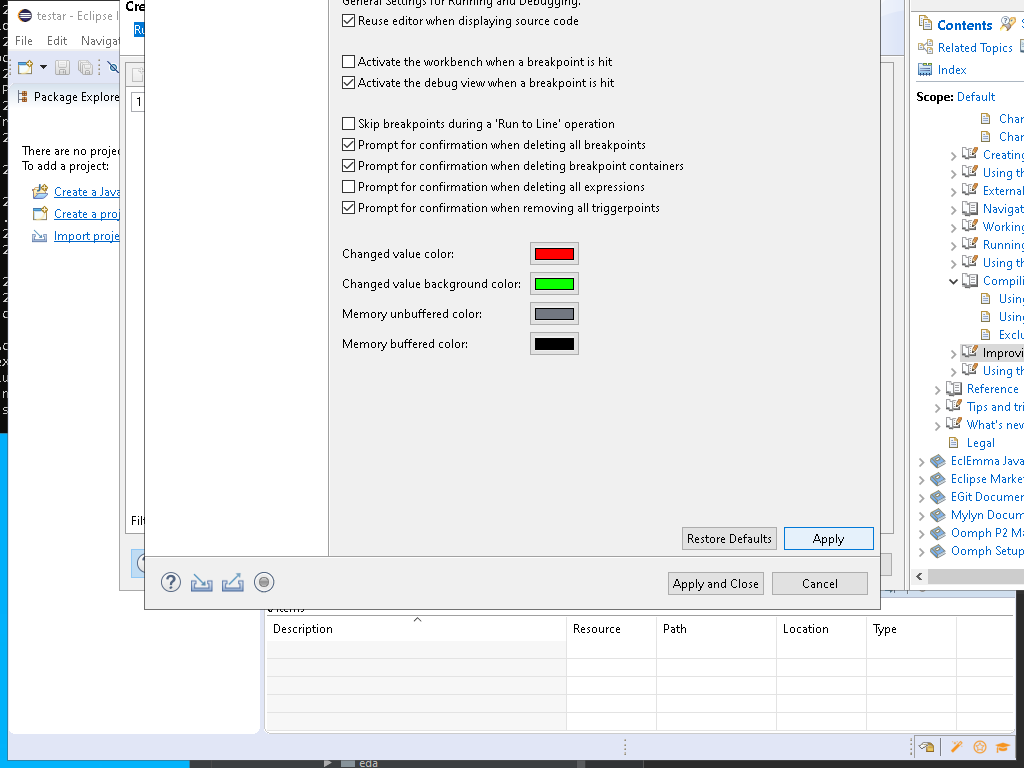 testar - Eclipse I
File Edit Navigat
Package Explore
There are no projec
To add a project:
Create a Java
Create a proj
Import proje
Cre
Ru
1
Filt
General Settings for Running and Debugging.
Reuse editor when displaying source code
Activate the workbench when a breakpoint is hit
Activate the debug view when a breakpoint is hit
Skip breakpoints during a 'Run to Line' operation
Prompt for confirmation when deleting all breakpoints
Prompt for confirmation when deleting breakpoint containers
Prompt for confirmation when deleting all expressions
Prompt for confirmation when removing all triggerpoints
Changed value color:
Changed value background color:
Memory unbuffered color:
Memory buffered color:
Restore Defaults Apply
Apply and Close Cancel
Contents
Related Topics
Index
Scope: Default
Chan
Chan
Creating
Using th
External
Navigat
Working
Running
Using th
Compili
Using
Using
Exclu
Improvi
Using th
Reference
Tips and tri
What's new
Legal
EclEmma Java
Eclipse Marke
EGit Documen
Mylyn Docum
Oomph P2 Ma
Oomph Setup
items
Description Resource Path Location Type
eda